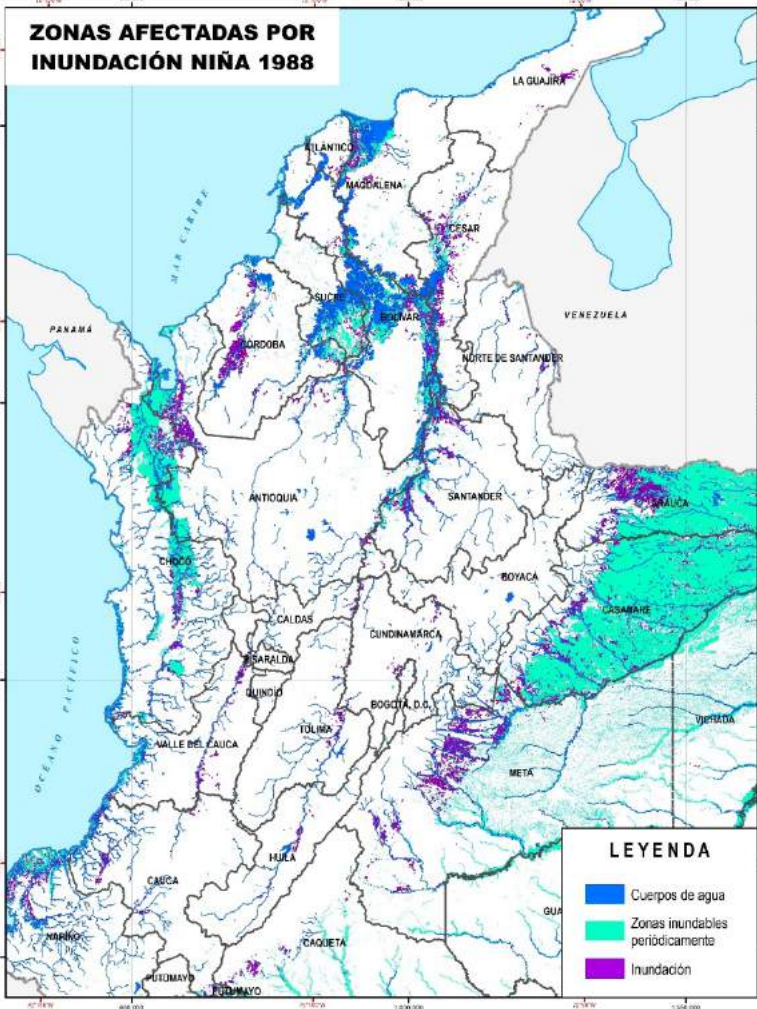 ZONAS AFECTADAS POR
INUNDACIÓN NIÑA 1988
LA GUAJIRA
ATLÁNTICO
MAGDALENA
MAR CARIBE
CESAR
SUCRE
BOLÍVAR
VENEZUELA
PANAMÁ
CÓRDOBA
NORTE DE SANTANDER
ANTIOQUIA
SANTANDER
ARAUCA
CHOCÓ
BOYACÁ
CASANARE
CALDAS
CUNDINAMARCA
RISARALDA
QUINDÍO
BOGOTÁ, D.C.
OCÉANO PACÍFICO
VALLE DEL CAUCA
TOLIMA
VICHADA
META
HUILA
CAUCA
GUA
NARIÑO
CAQUETÁ
PUTUMAYO
PUTUMAYO
LEYENDA
Cuerpos de agua
Zonas inundables
periódicamente
Inundación